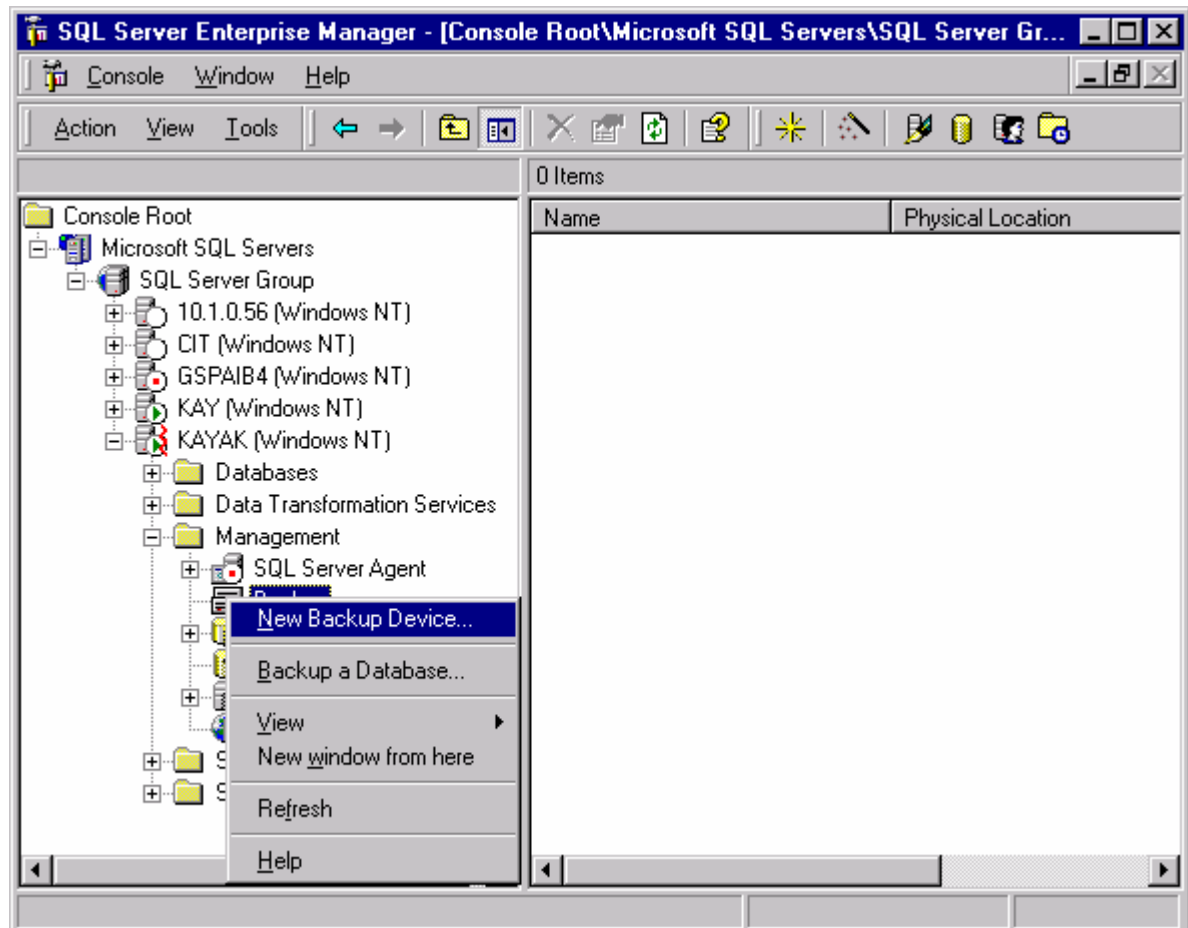 SQL Server Enterprise Manager - [Console Root\Microsoft SQL Servers\SQL Server Gr...
Console Window Help
Action View Tools
0 Items
Name Physical Location
Console Root
Microsoft SQL Servers
SQL Server Group
10.1.0.56 (Windows NT)
CIT (Windows NT)
GSPAIB4 (Windows NT)
KAY (Windows NT)
KAYAK (Windows NT)
Databases
Data Transformation Services
Management
SQL Server Agent
New Backup Device...
Backup a Database...
View
New window from here
Refresh
Help